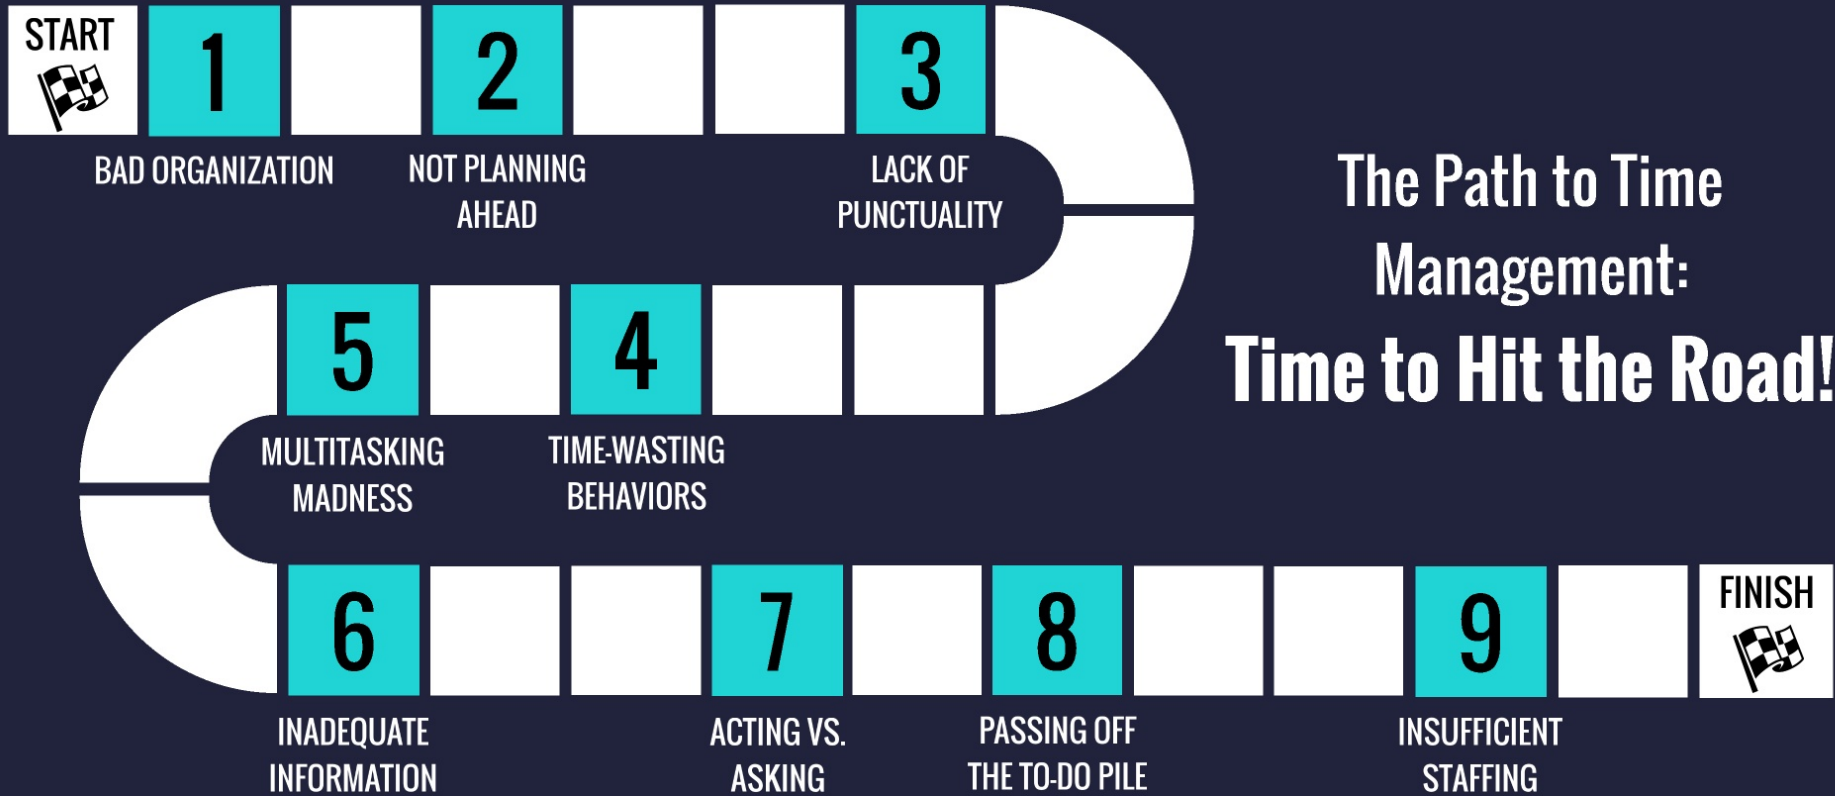 START
1
2
3
BAD ORGANIZATION
NOT PLANNING
AHEAD
LACK OF
PUNCTUALITY
The Path to Time
Management:
Time to Hit the Road!
5
4
MULTITASKING
MADNESS
TIME-WASTING
BEHAVIORS
6
7
8
9
FINISH
INADEQUATE
INFORMATION
ACTING VS.
ASKING
PASSING OFF
THE TO-DO PILE
INSUFFICIENT
STAFFING